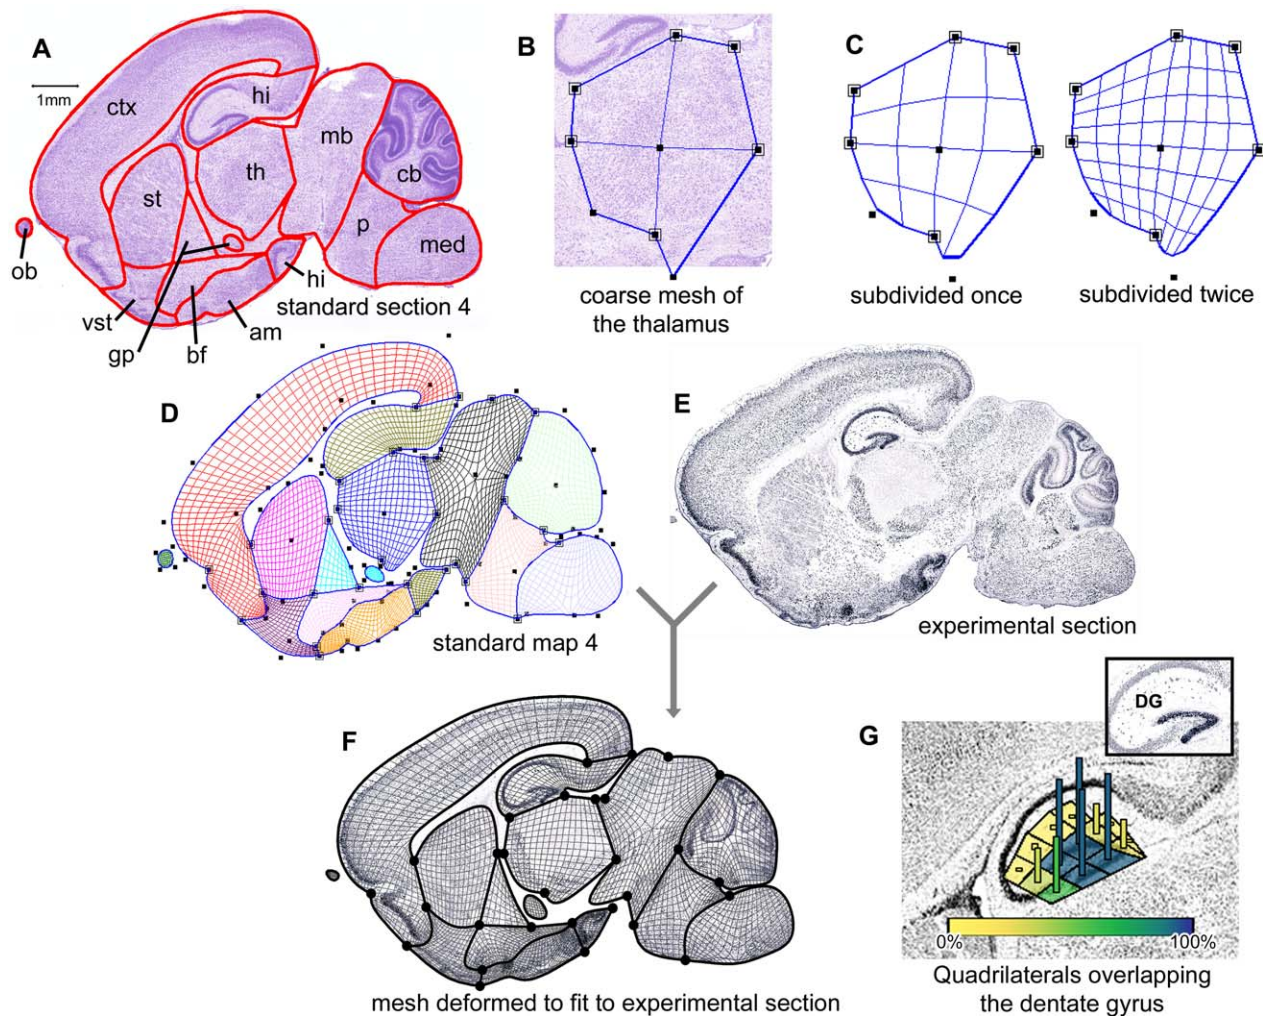 A
1mm
ctx
hi
mb
th
cb
st
p
med
ob
hi
vst
am
gp
bf
standard section 4
B
coarse mesh of
the thalamus
C
subdivided once
subdivided twice
D
standard map 4
E
experimental section
F
mesh deformed to fit to experimental section
G
DG
0%
100%
Quadrilaterals overlapping
the dentate gyrus